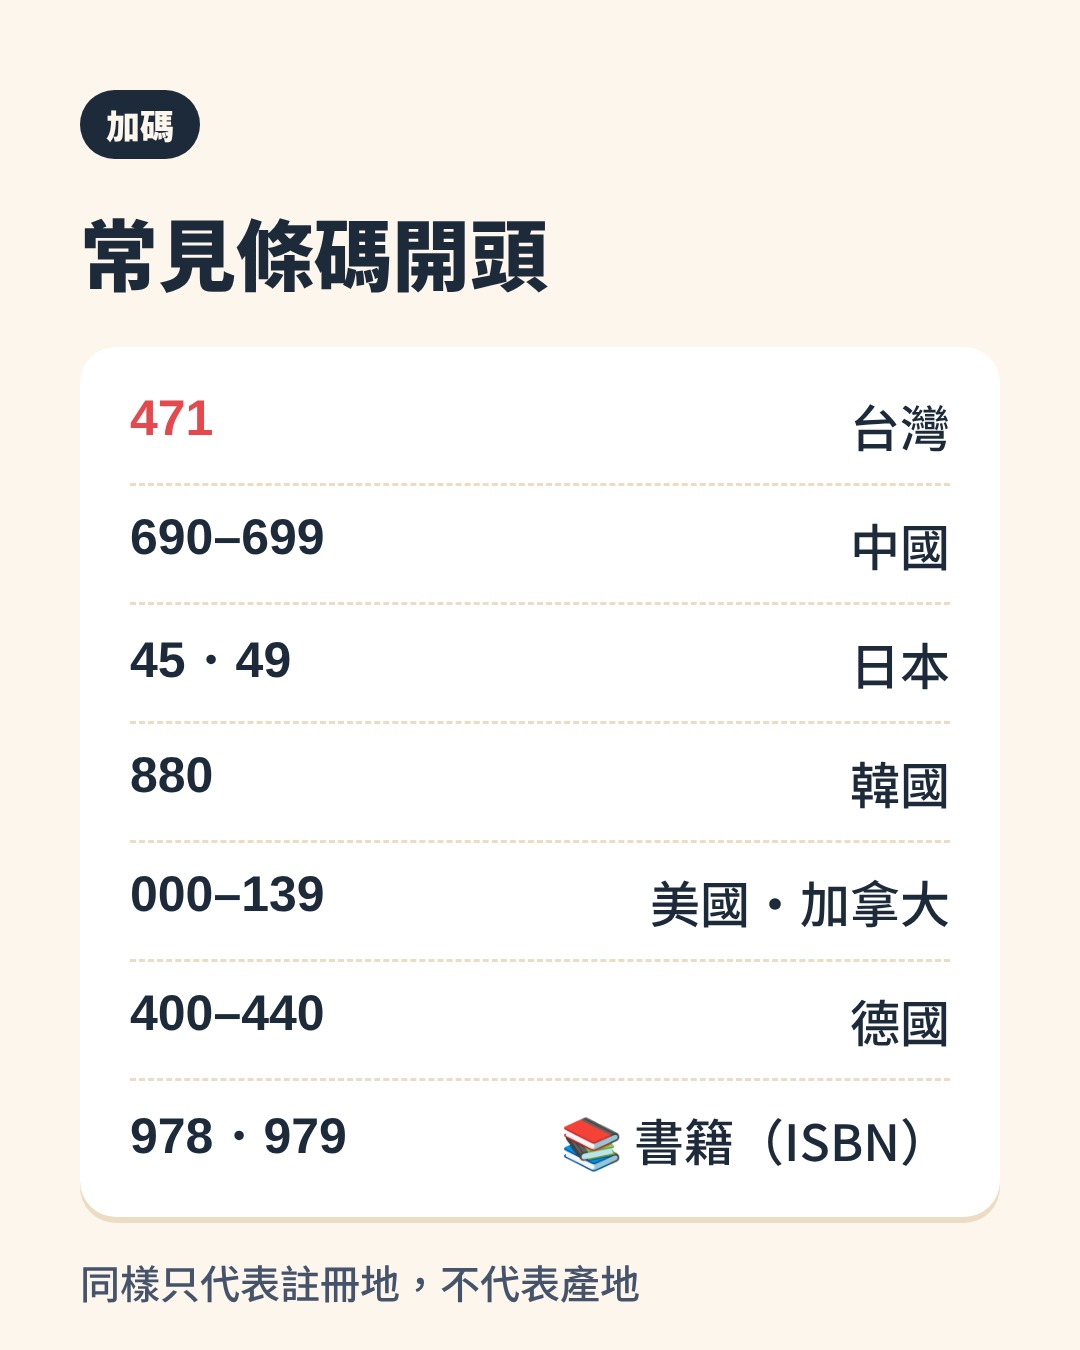 加碼
常見條碼開頭
471 台灣
690–699 中國
45・49 日本
880 韓國
000–139 美國・加拿大
400–440 德國
978・979 📚 書籍（ISBN）
同樣只代表註冊地，不代表產地